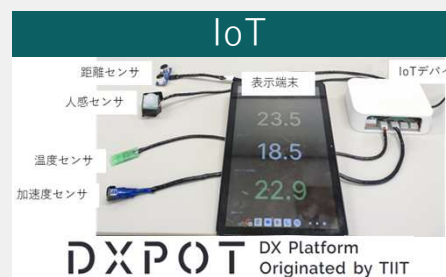 IoT
距離センサ
表示端末
IoTデバイ
人感センサ
23.5
18.5
温度センサ
22.9
加速度センサ
DXPOT
DX Platform
Originated by TIIT